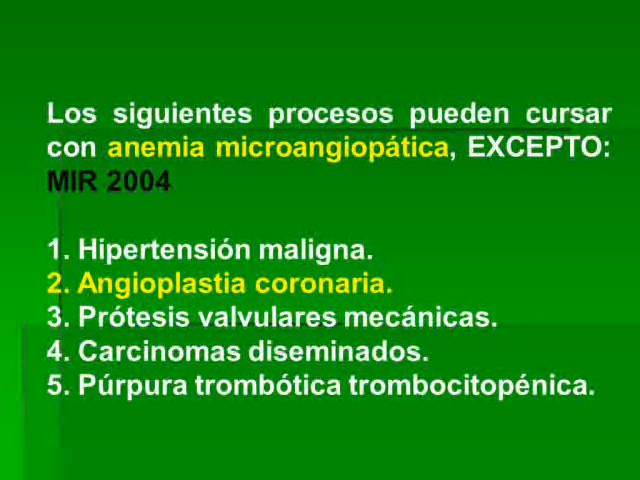 Los siguientes procesos pueden cursar
con anemia microangiopática, EXCEPTO:
MIR 2004
1. Hipertensión maligna.
2. Angioplastia coronaria.
3. Prótesis valvulares mecánicas.
4. Carcinomas diseminados.
5. Púrpura trombótica trombocitopénica.